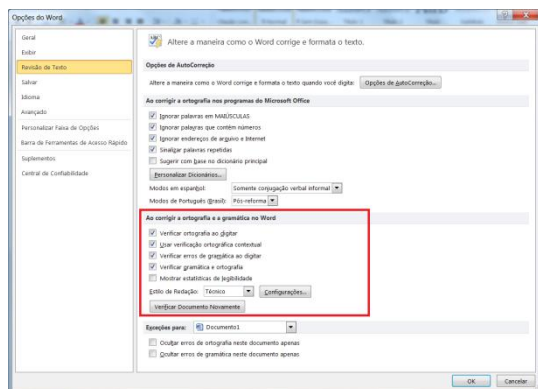 Opções do Word
Geral
Exibir
Revisão de Texto
Salvar
Idioma
Avançado
Personalizar Faixa de Opções
Barra de Ferramentas de Acesso Rápido
Suplementos
Central de Confiabilidade
Altere a maneira como o Word corrige e formata o texto.
Opções de AutoCorreção
Altere a maneira como o Word corrige e formata o texto quando você digita: Opções de AutoCorreção...
Ao corrigir a ortografia nos programas do Microsoft Office
Ignorar palavras em MAIÚSCULAS
Ignorar palavras que contêm números
Ignorar endereços de arquivo e Internet
Sinalizar palavras repetidas
Sugerir com base no dicionário principal
Personalizar Dicionários...
Modos em espanhol: Somente conjugação verbal informal
Modos de Português (Brasil): Pós-reforma
Ao corrigir a ortografia e a gramática no Word
Verificar ortografia ao digitar
Usar verificação ortográfica contextual
Verificar erros de gramática ao digitar
Verificar gramática e ortografia
Mostrar estatísticas de legibilidade
Estilo de Redação: Técnico Configurações...
Verificar Documento Novamente
Exceções para: Documento1
Ocultar erros de ortografia neste documento apenas
Ocultar erros de gramática neste documento apenas
OK Cancelar